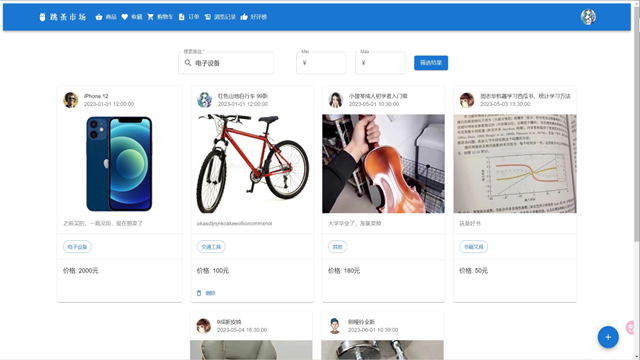 跳蚤市场 商品 收藏 购物车 订单 浏览记录 好评榜
搜索商品 *
电子设备
Min
¥
Max
¥
筛选结果
iPhone 12
2023-01-01 12:00:00
之前买的，一直没用，现在想卖了
电子设备
价格: 2000元
红色山地自行车 99新
2023-01-01 12:00:00
交通工具
价格: 100元
删除
小提琴成人初学者入门级
2023-05-01 10:30:00
大学毕业了，准备卖掉
其他
价格: 180元
周志华机器学习西瓜书、统计学习方法
2023-05-03 13:30:00
这是好书
书籍文具
价格: 50元
9成新皮椅
2023-05-04 16:30:00
哑铃全新
2023-06-01 10:39:00